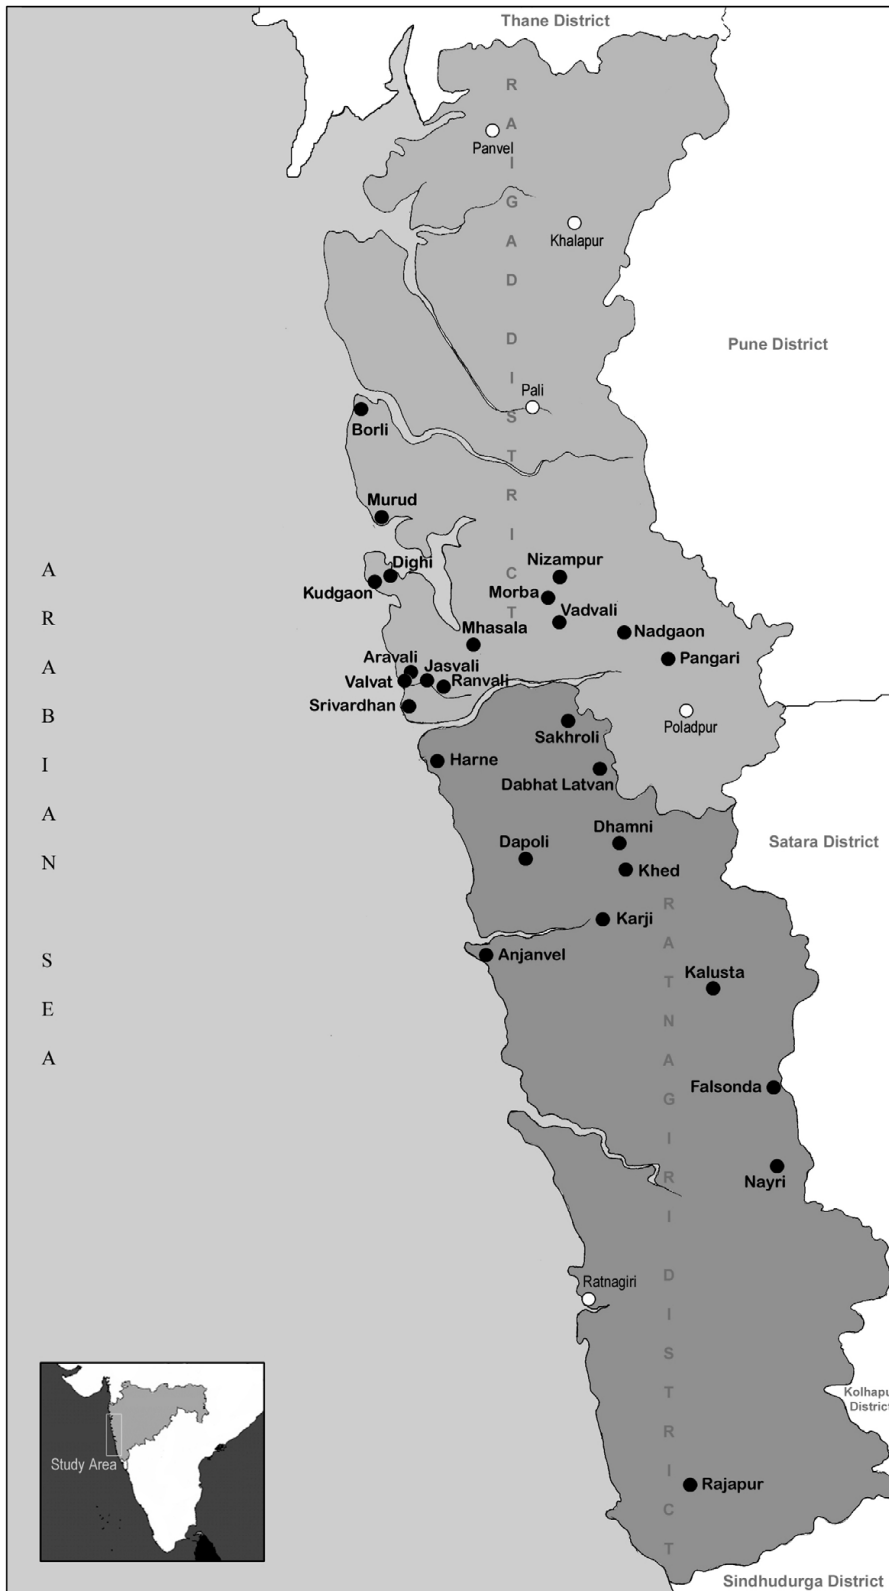 Thane District
RAIGAD DISTRICT
Panvel
Khalapur
Pune District
Pali
Borli
Murud
Dighi
Kudgaon
Nizampur
Morba
Vadvali
Nadgaon
Mhasala
Pangari
Aravali
Jasvali
Valvat
Ranvali
Srivardhan
Poladpur
Sakhroli
Harne
Dabhat Latvan
ARABIAN SEA
Dhamni
Satara District
Dapoli
Khed
RATNAGIRI DISTRICT
Karji
Anjanvel
Kalusta
Falsonda
Nayri
Ratnagiri
Kolhapu
District
Study Area
Rajapur
Sindhudurga District